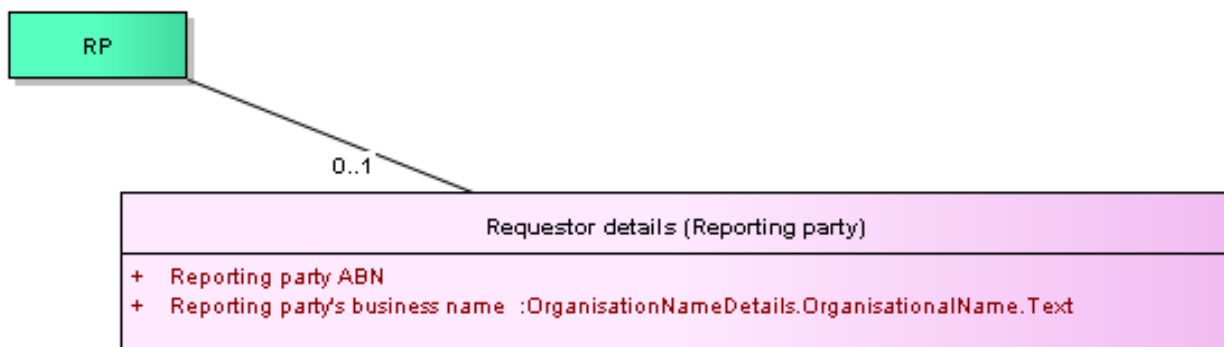 RP
0..1
Requestor details (Reporting party)
+ Reporting party ABN
+ Reporting party's business name :OrganisationNameDetails.OrganisationalName.Text